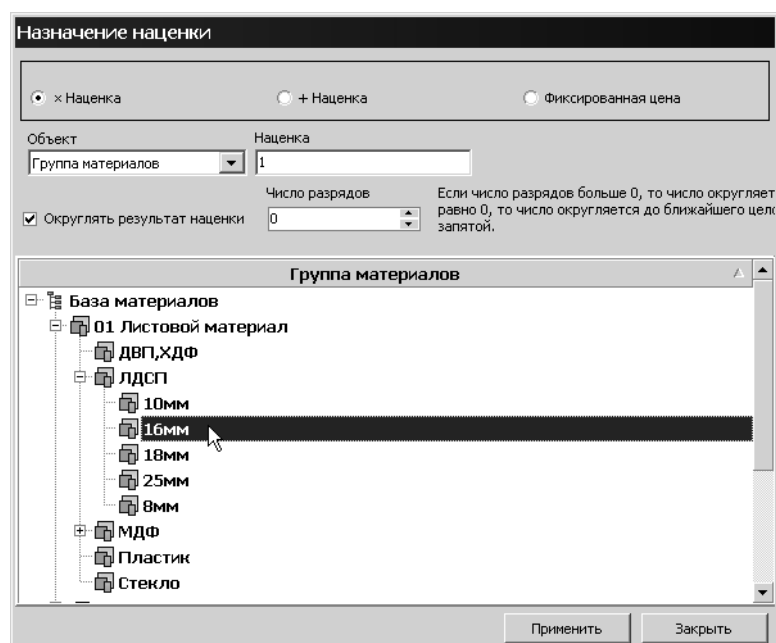 Назначение наценки
× Наценка + Наценка Фиксированная цена
Объект Наценка
Группа материалов 1
Число разрядов Если число разрядов больше 0, то число округляет
Округлять результат наценки 0 равно 0, то число округляется до ближайшего цел
запятой.
Группа материалов
База материалов
01 Листовой материал
ДВП,ХДФ
ЛДСП
10мм
16мм
18мм
25мм
8мм
МДФ
Пластик
Стекло
Применить Закрыть